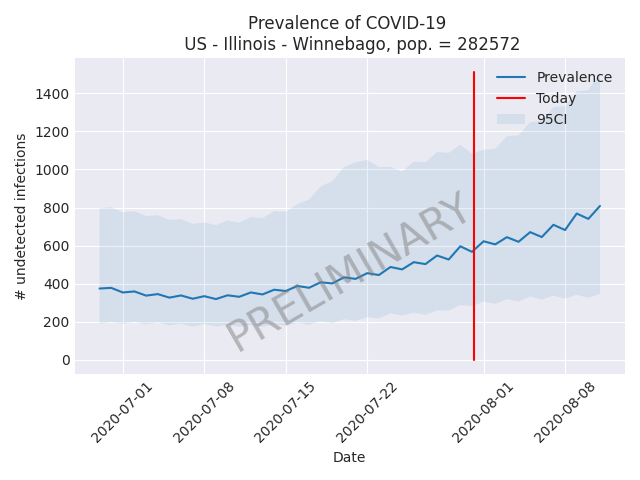 Prevalence of COVID-19
US - Illinois - Winnebago, pop. = 282572
# undetected infections
1400
1200
1000
800
600
400
200
0
Prevalence
Today
95CI
PRELIMINARY
2020-07-01
2020-07-08
2020-07-15
2020-07-22
2020-08-01
2020-08-08
Date